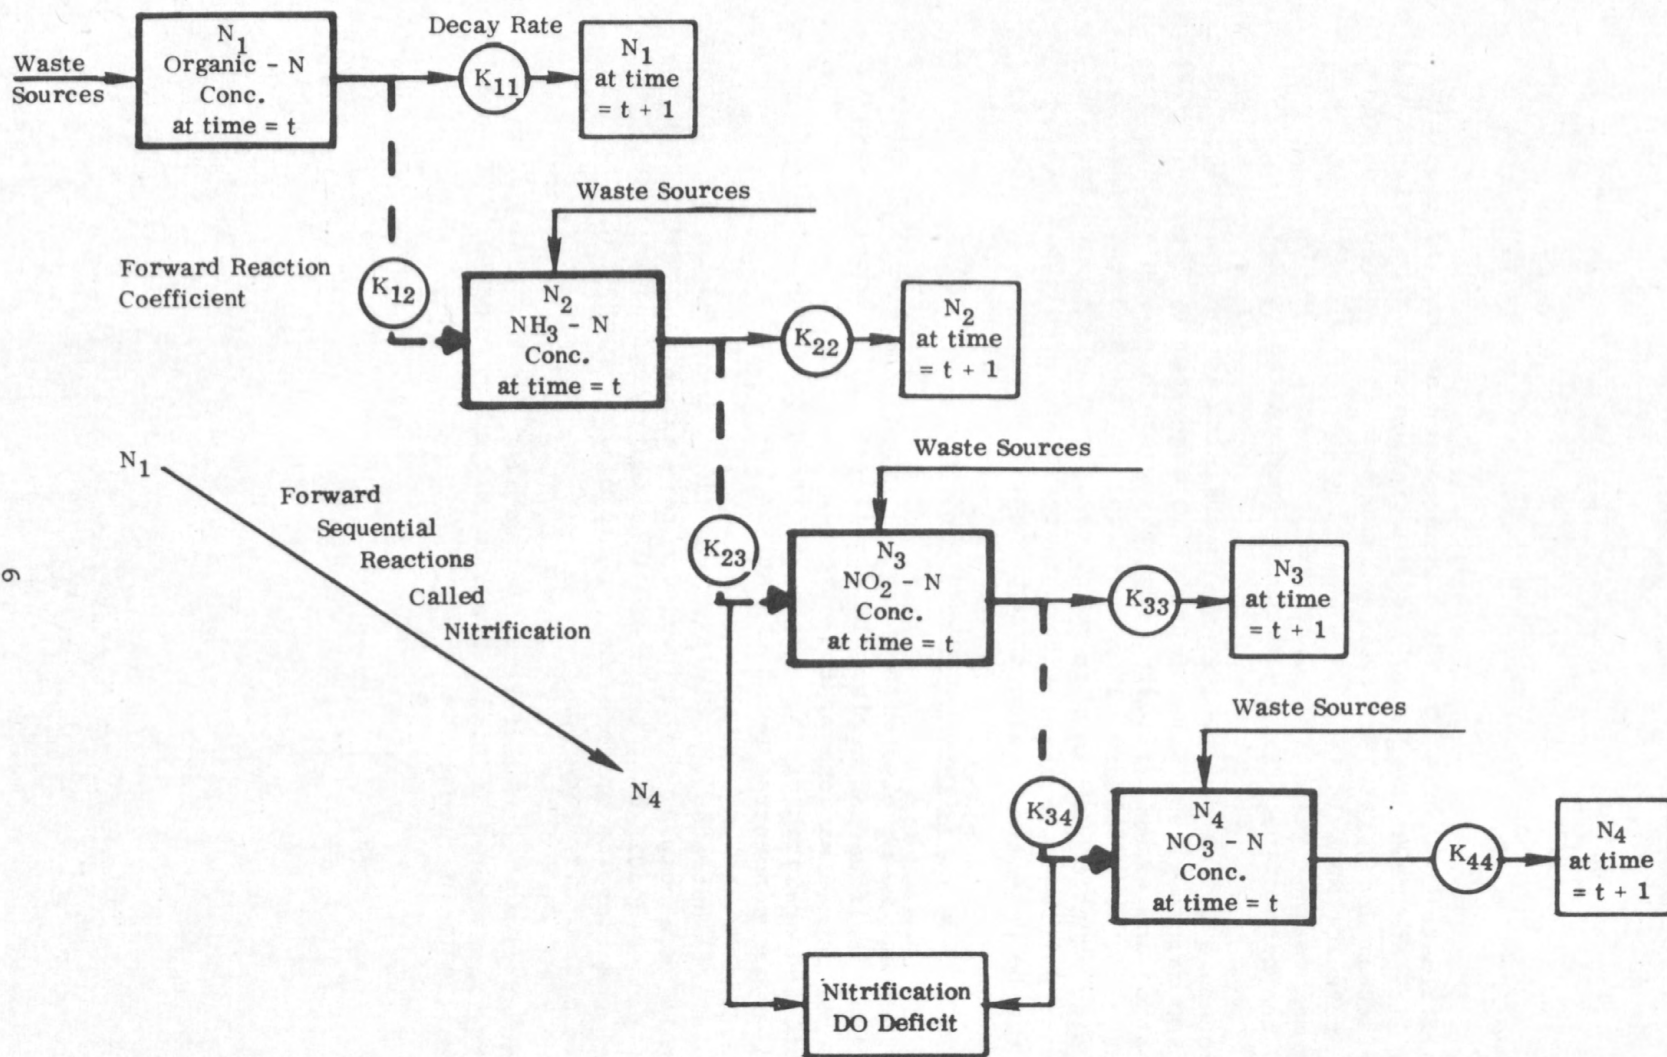 Decay Rate
Waste
Sources
N1
Organic - N
Conc.
at time = t
K11
N1
at time
= t + 1
Waste Sources
Forward Reaction
Coefficient
K12
N2
NH3 - N
Conc.
at time = t
K22
N2
at time
= t + 1
Waste Sources
N1
Forward
Sequential
Reactions
Called
Nitrification
N4
K23
N3
NO2 - N
Conc.
at time = t
K33
N3
at time
= t + 1
Waste Sources
K34
N4
NO3 - N
Conc.
at time = t
K44
N4
at time
= t + 1
Nitrification
DO Deficit
6